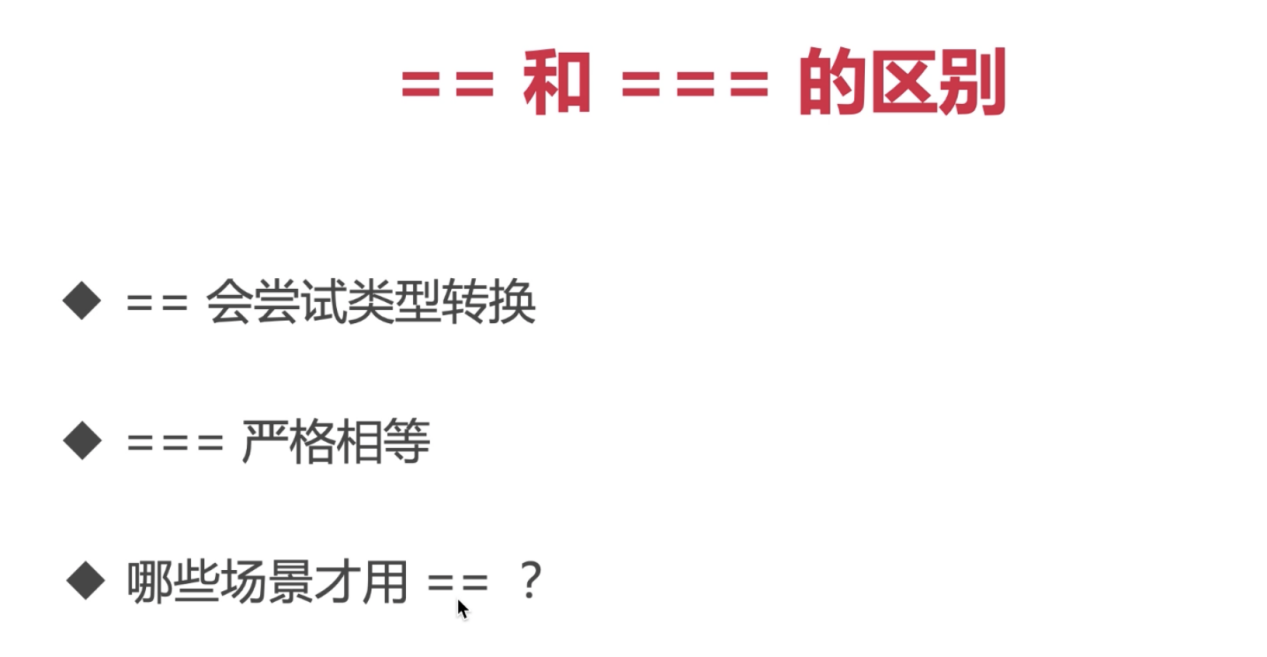 == 和 === 的区别
◆ == 会尝试类型转换
◆ === 严格相等
◆ 哪些场景才用 == ？